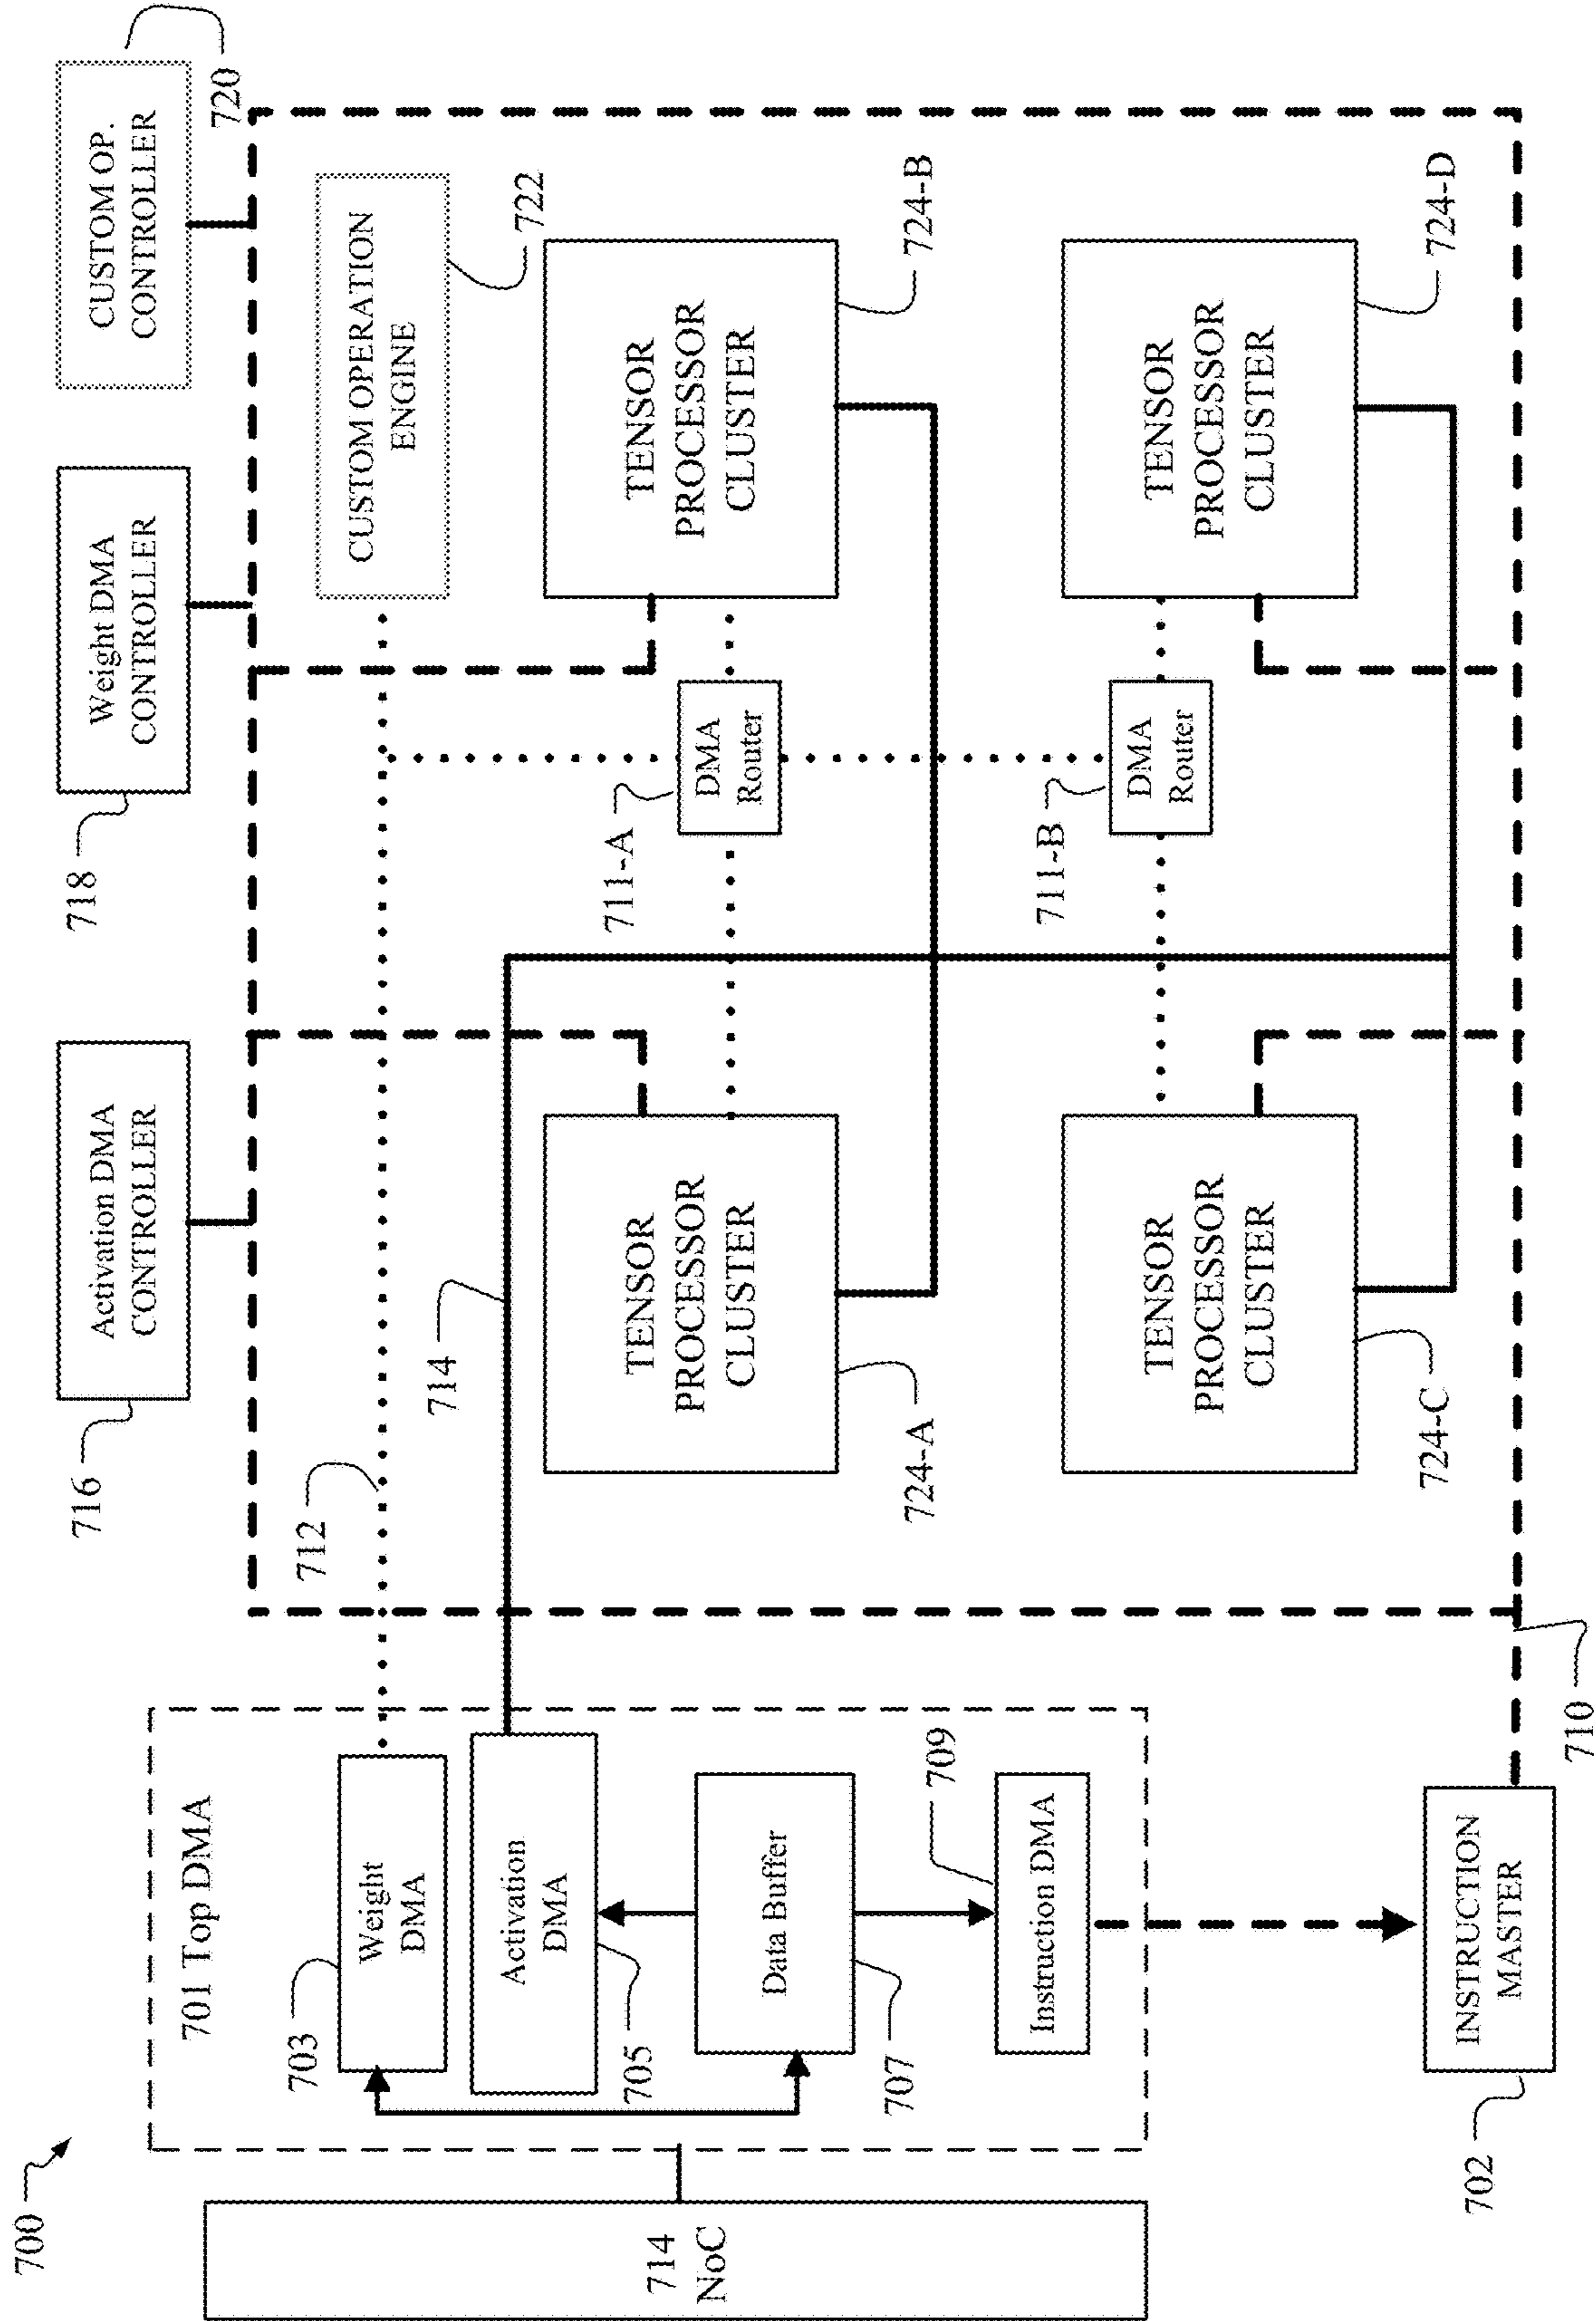 700
714
NoC
701 Top DMA
703
Weight
DMA
Activation
DMA
705
Data Buffer
707
709
Instruction DMA
702
INSTRUCTION
MASTER
710
716
Activation DMA
CONTROLLER
718
Weight DMA
CONTROLLER
CUSTOM OP.
CONTROLLER
720
712
714
CUSTOM OPERATION
ENGINE
722
TENSOR
PROCESSOR
CLUSTER
724-A
711-A
DMA
Router
TENSOR
PROCESSOR
CLUSTER
724-B
TENSOR
PROCESSOR
CLUSTER
724-C
711-B
DMA
Router
TENSOR
PROCESSOR
CLUSTER
724-D